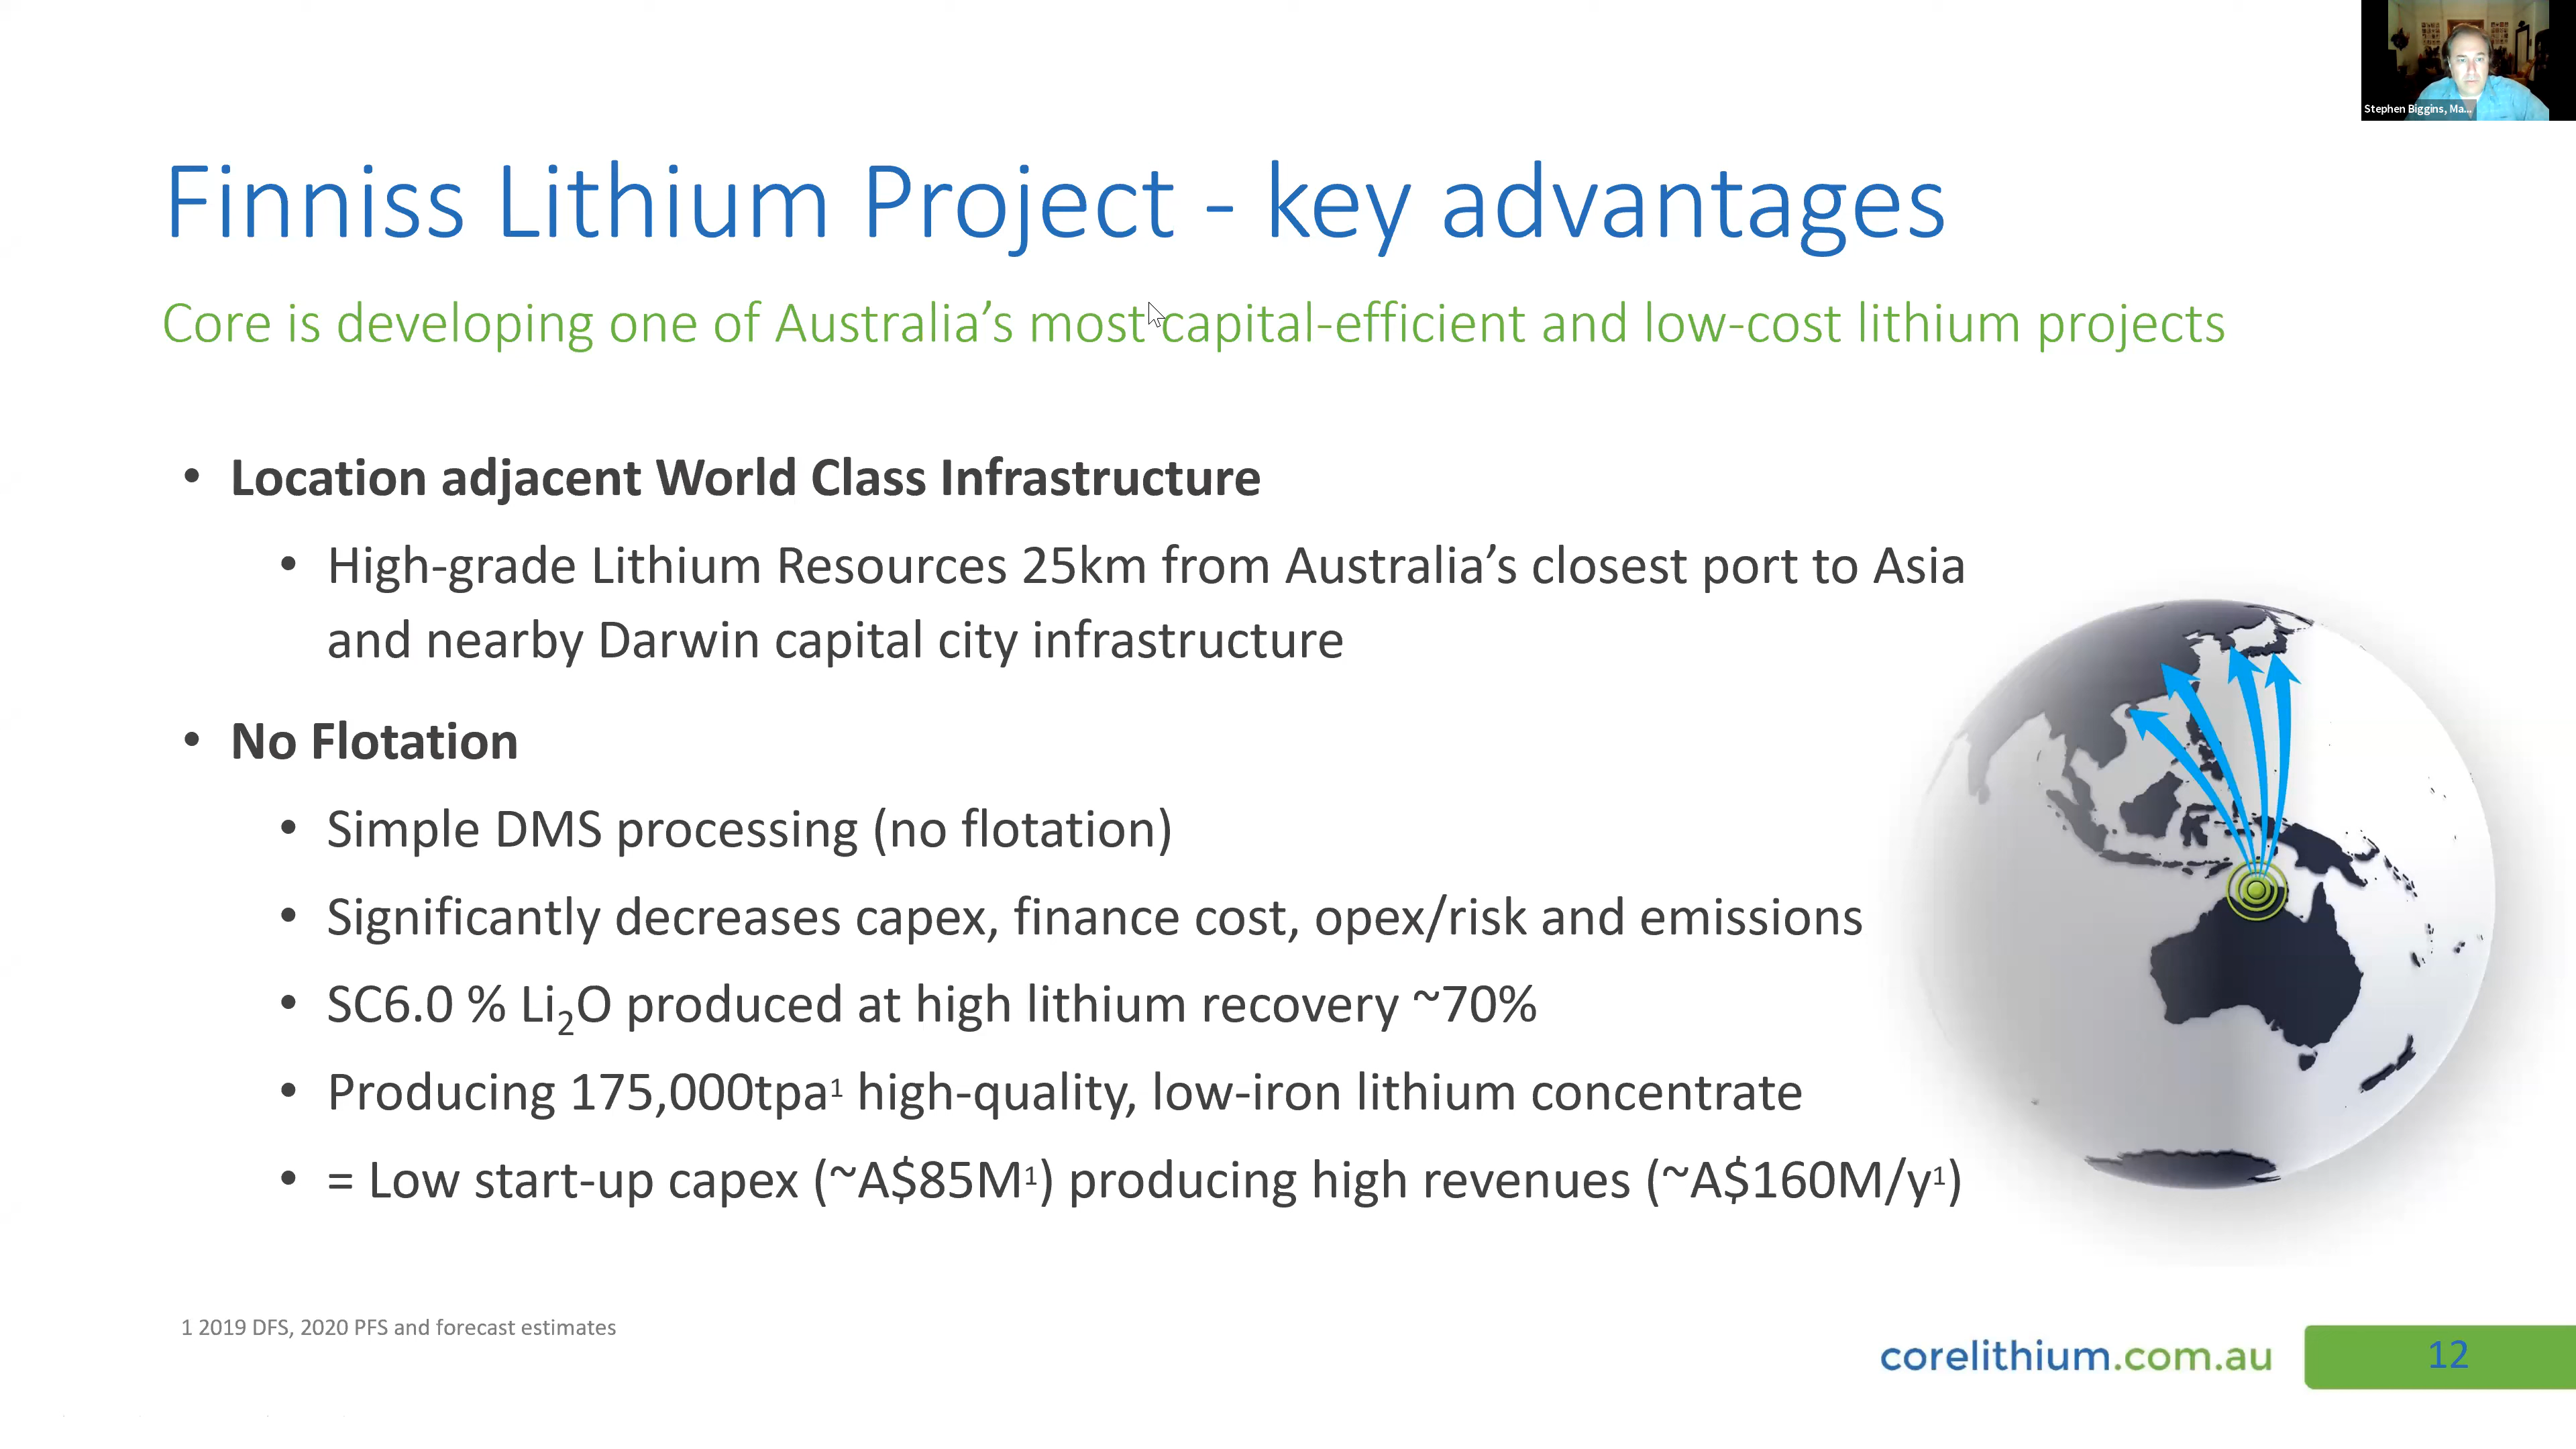 Stephen Biggins, Ma...
Finniss Lithium Project - key advantages
Core is developing one of Australia’s most capital-efficient and low-cost lithium projects
• Location adjacent World Class Infrastructure
• High-grade Lithium Resources 25km from Australia’s closest port to Asia
and nearby Darwin capital city infrastructure
• No Flotation
• Simple DMS processing (no flotation)
• Significantly decreases capex, finance cost, opex/risk and emissions
• SC6.0 % Li₂O produced at high lithium recovery ~70%
• Producing 175,000tpa¹ high-quality, low-iron lithium concentrate
• = Low start-up capex (~A$85M¹) producing high revenues (~A$160M/y¹)
1 2019 DFS, 2020 PFS and forecast estimates
corelithium.com.au
12